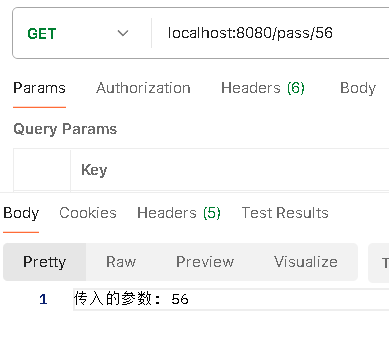 GET localhost:8080/pass/56
Params Authorization Headers (6) Body
Query Params
Key
Body Cookies Headers (5) Test Results
Pretty Raw Preview Visualize T
1 传入的参数: 56